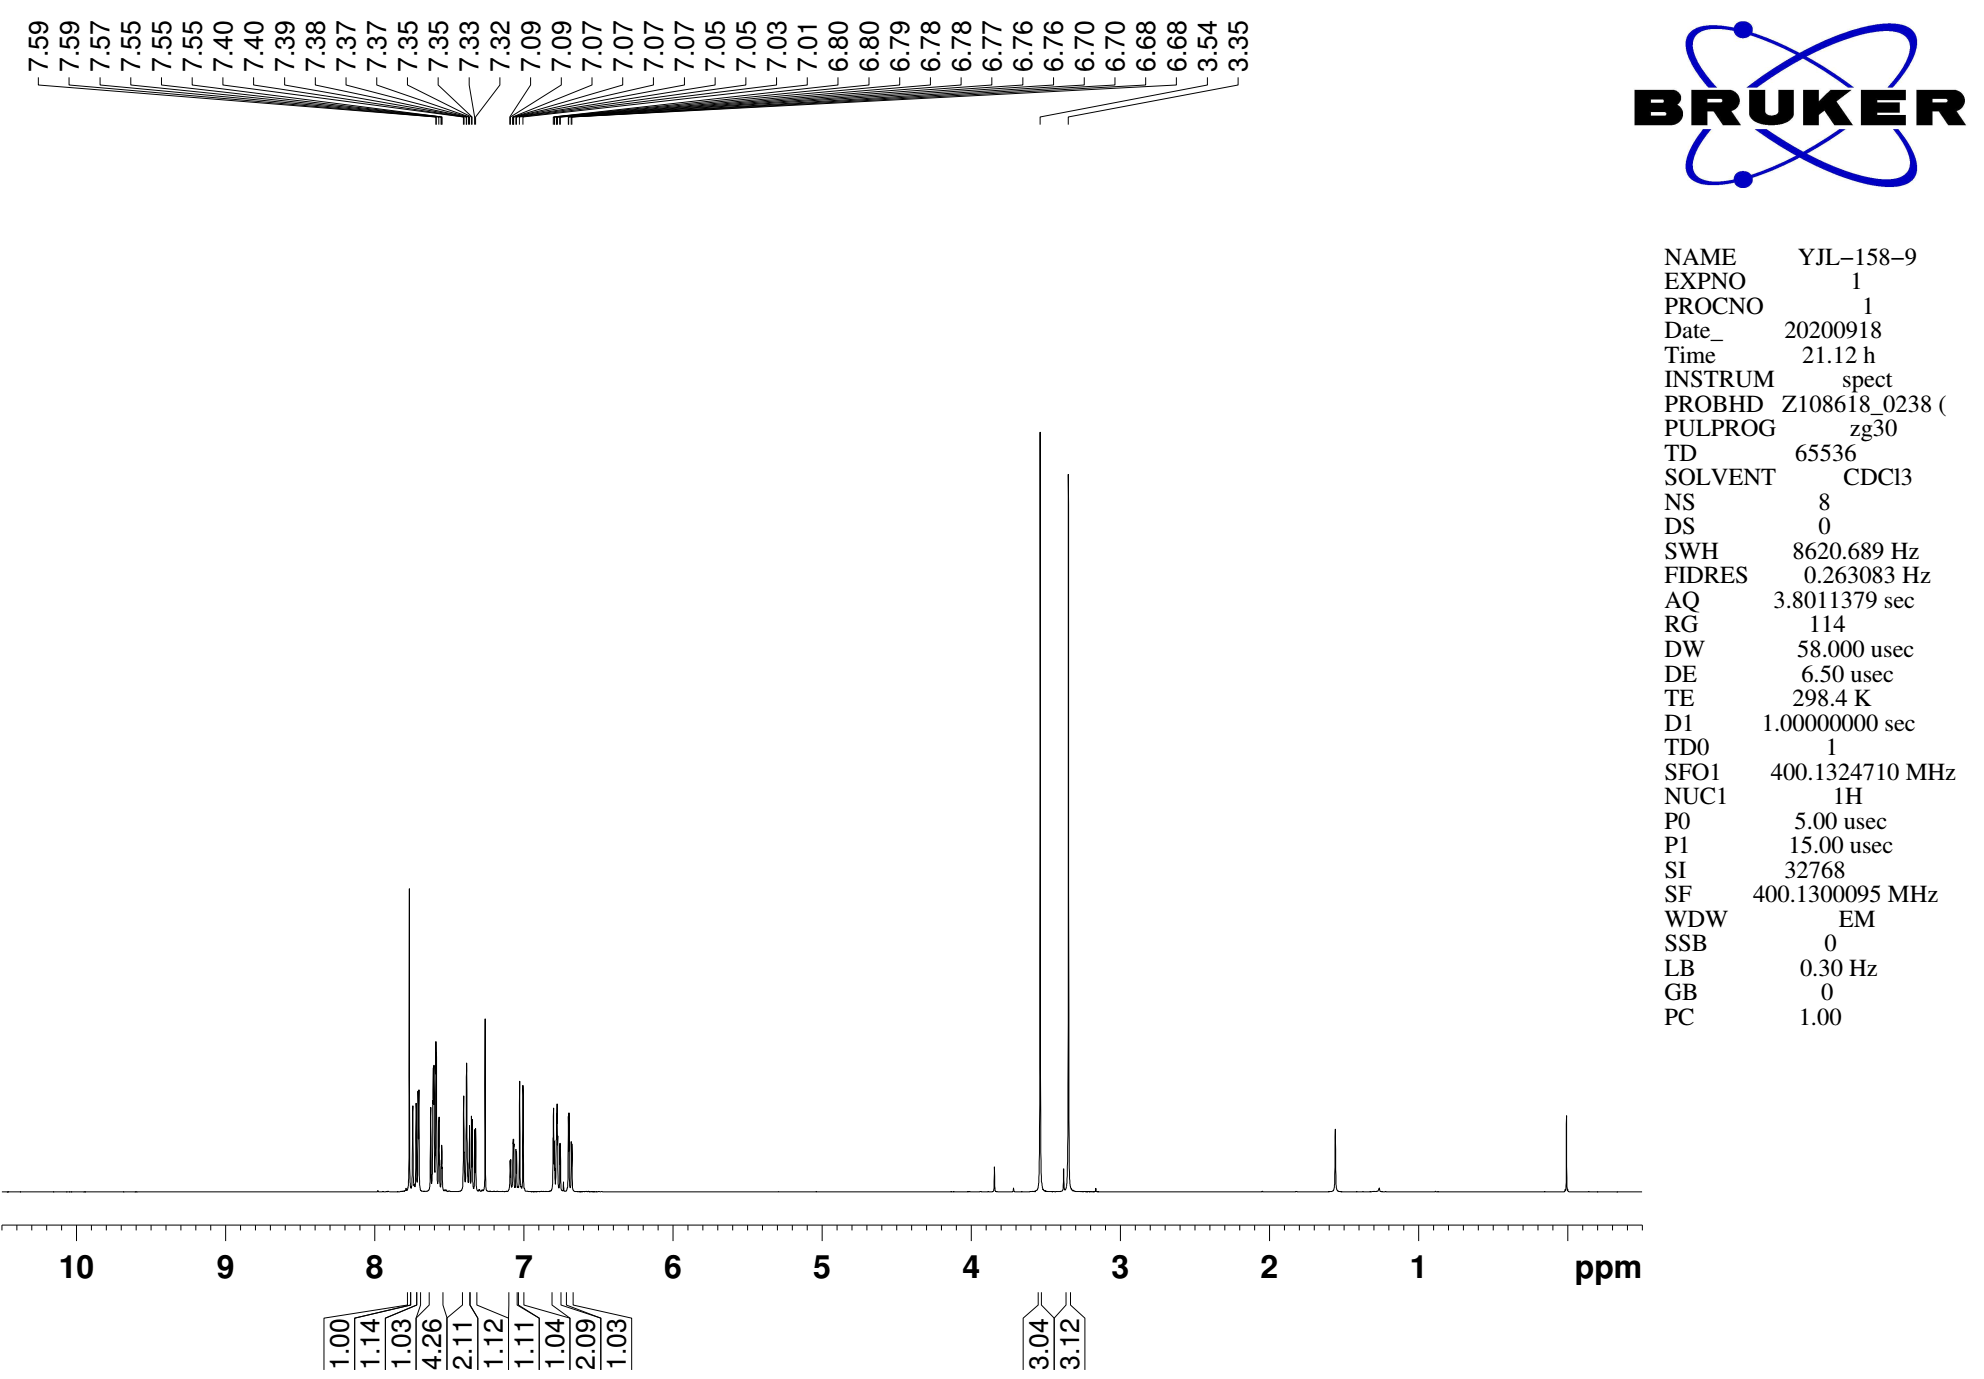 7.59 7.59 7.57 7.55 7.55 7.55 7.40 7.40 7.39 7.38 7.37 7.37 7.35 7.35 7.33 7.32 7.09 7.09 7.07 7.07 7.07 7.07 7.05 7.05 7.03 7.01 6.80 6.80 6.79 6.78 6.78 6.77 6.76 6.76 6.70 6.70 6.68 6.68 3.54 3.35
BRUKER
NAME YJL−158−9
EXPNO 1
PROCNO 1
Date_ 20200918
Time 21.12 h
INSTRUM spect
PROBHD Z108618_0238 (
PULPROG zg30
TD 65536
SOLVENT CDCl3
NS 8
DS 0
SWH 8620.689 Hz
FIDRES 0.263083 Hz
AQ 3.8011379 sec
RG 114
DW 58.000 usec
DE 6.50 usec
TE 298.4 K
D1 1.00000000 sec
TD0 1
SFO1 400.1324710 MHz
NUC1 1H
P0 5.00 usec
P1 15.00 usec
SI 32768
SF 400.1300095 MHz
WDW EM
SSB 0
LB 0.30 Hz
GB 0
PC 1.00
10 9 8 7 6 5 4 3 2 1 ppm
1.00 1.14 1.03 4.26 2.11 1.12 1.11 1.04 2.09 1.03 3.04 3.12